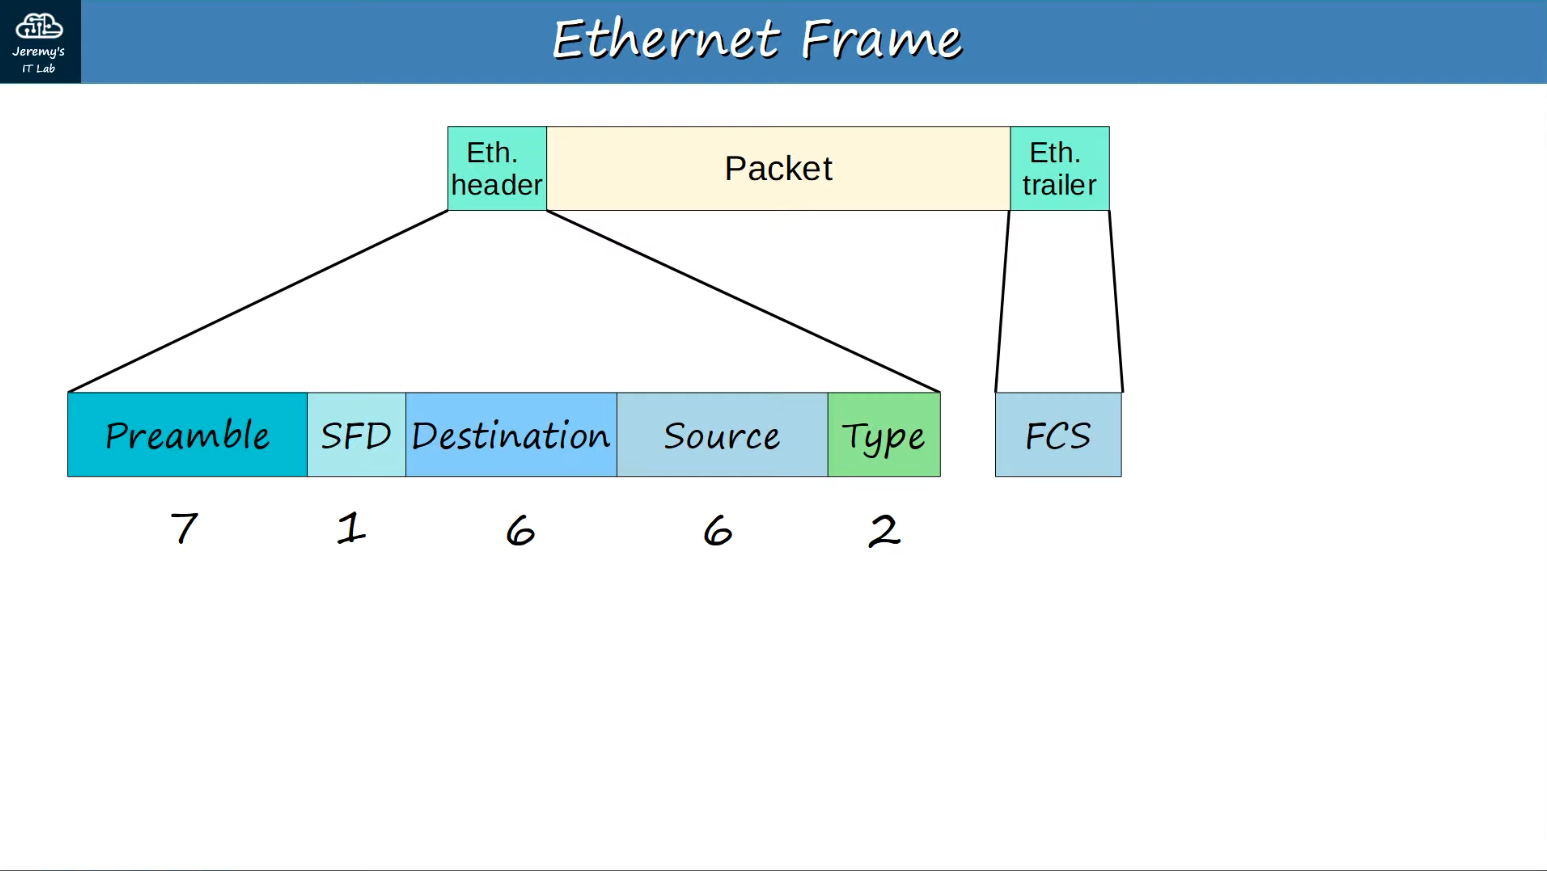 Jeremy's
IT Lab
Ethernet Frame
Eth.
header
Packet
Eth.
trailer
Preamble
SFD
Destination
Source
Type
FCS
7
1
6
6
2